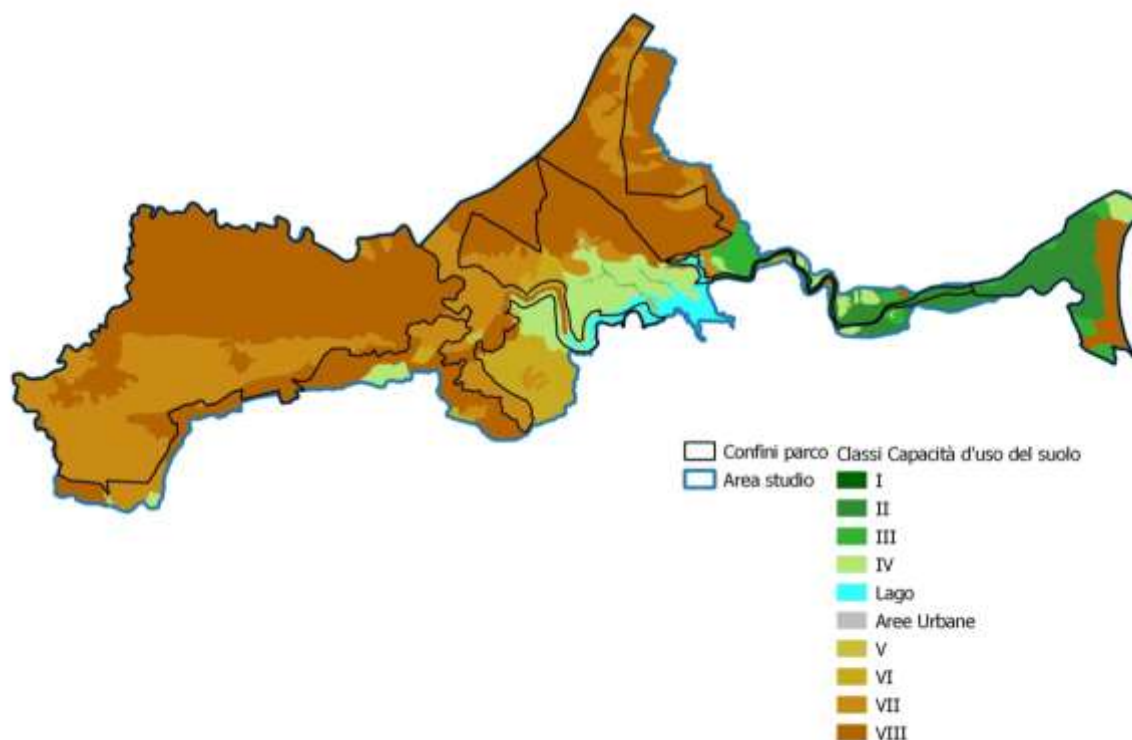 Confini parco
Area studio
Classi Capacità d'uso del suolo
I
II
III
IV
Lago
Aree Urbane
V
VI
VII
VIII